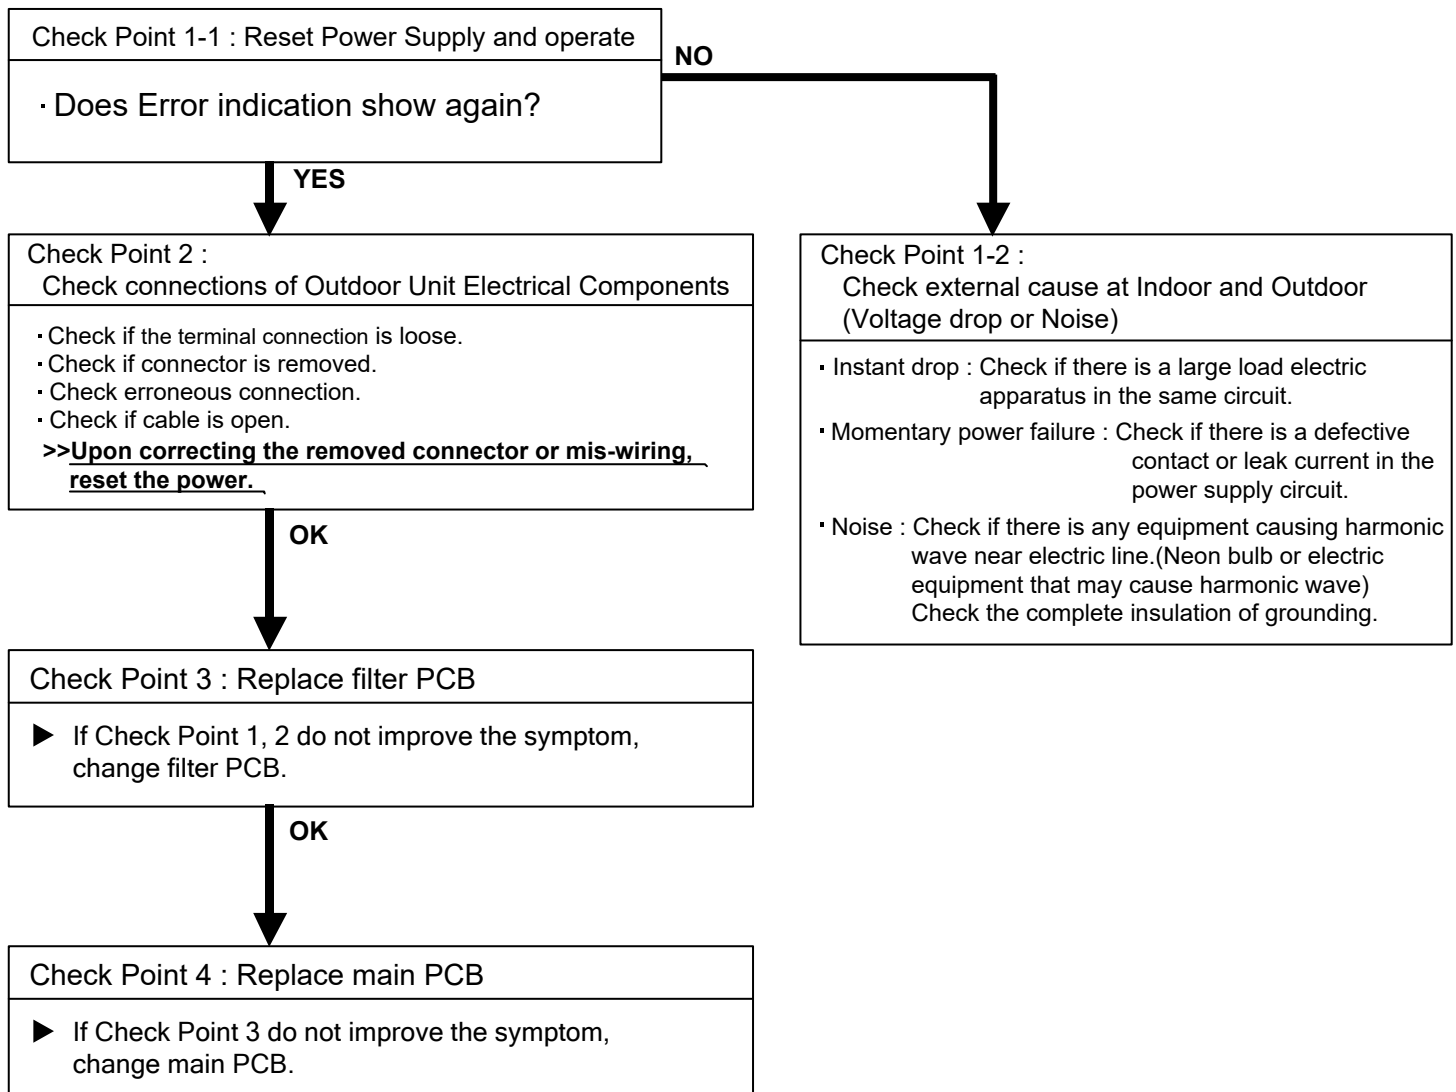 Check Point 1-1 : Reset Power Supply and operate
· Does Error indication show again?
NO
YES
Check Point 2 :
Check connections of Outdoor Unit Electrical Components
· Check if the terminal connection is loose.
· Check if connector is removed.
· Check erroneous connection.
· Check if cable is open.
>>Upon correcting the removed connector or mis-wiring,
reset the power.
OK
Check Point 1-2 :
Check external cause at Indoor and Outdoor
(Voltage drop or Noise)
· Instant drop : Check if there is a large load electric
apparatus in the same circuit.
· Momentary power failure : Check if there is a defective
contact or leak current in the
power supply circuit.
· Noise : Check if there is any equipment causing harmonic
wave near electric line.(Neon bulb or electric
equipment that may cause harmonic wave)
Check the complete insulation of grounding.
Check Point 3 : Replace filter PCB
▶ If Check Point 1, 2 do not improve the symptom,
change filter PCB.
OK
Check Point 4 : Replace main PCB
▶ If Check Point 3 do not improve the symptom,
change main PCB.